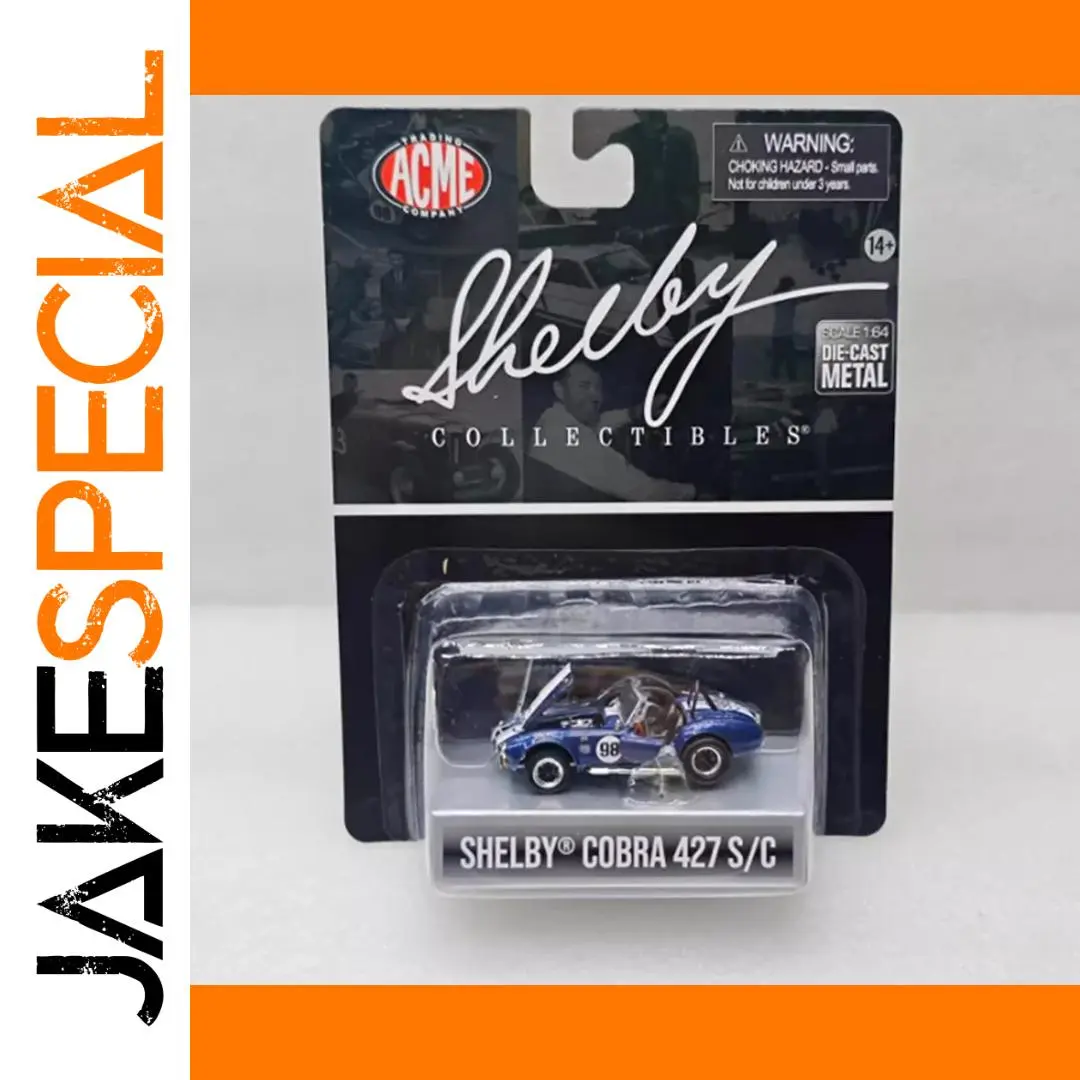 JAKESPECIAL
TRADING
ACME
COMPANY
WARNING:
CHOKING HAZARD - Small parts.
Not for children under 3 years.
14+
Shelby
COLLECTIBLES®
SCALE 1:64
DIE-CAST
METAL
98
SHELBY® COBRA 427 S/C